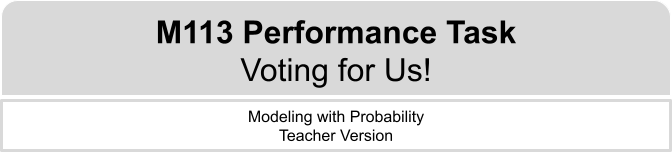 M113 Performance Task
Voting for Us!
Modeling with Probability
Teacher Version